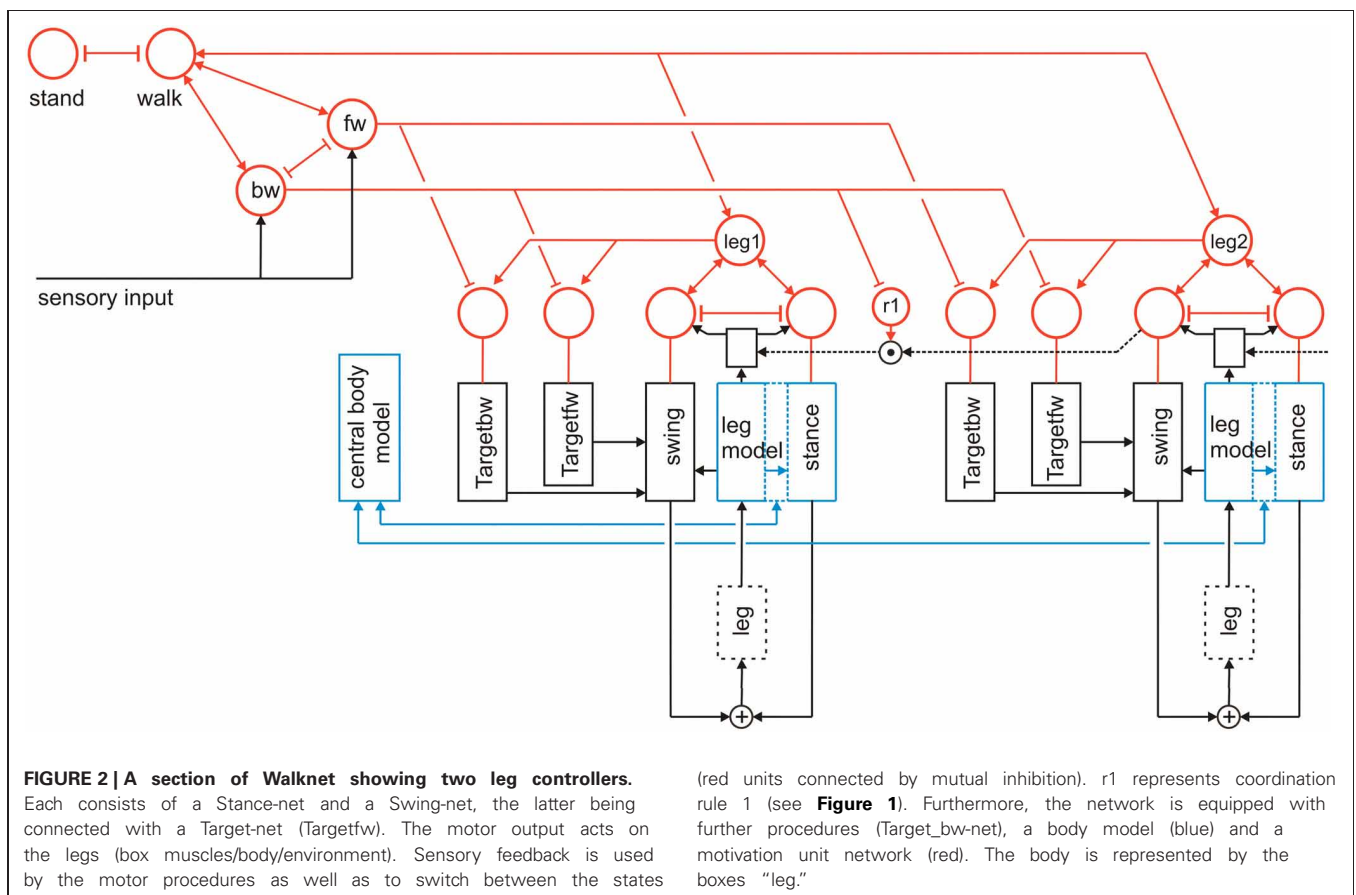 stand
walk
fw
bw
sensory input
leg1
leg2
r1
central body
model
Targetbw
Targetfw
swing
leg
model
stance
Targetbw
Targetfw
swing
leg
model
stance
leg
leg
+
+
FIGURE 2 | A section of Walknet showing two leg controllers.
Each consists of a Stance-net and a Swing-net, the latter being
connected with a Target-net (Targetfw). The motor output acts on
the legs (box muscles/body/environment). Sensory feedback is used
by the motor procedures as well as to switch between the states
(red units connected by mutual inhibition). r1 represents coordination
rule 1 (see Figure 1). Furthermore, the network is equipped with
further procedures (Target_bw-net), a body model (blue) and a
motivation unit network (red). The body is represented by the
boxes “leg.”